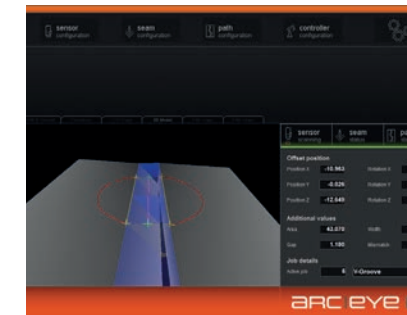 sensor configuration
seam configuration
path configuration
controller configuration
sensor scanning
seam status
Offset position
Position X -10.963 Rotation X
Position Y -0.026 Rotation Y
Position Z -12.649 Rotation Z
Additional values
Area 43.070 Width
Gap 1.180 Mismatch
Job details
Active job 6 V-Groove
ARC EYE